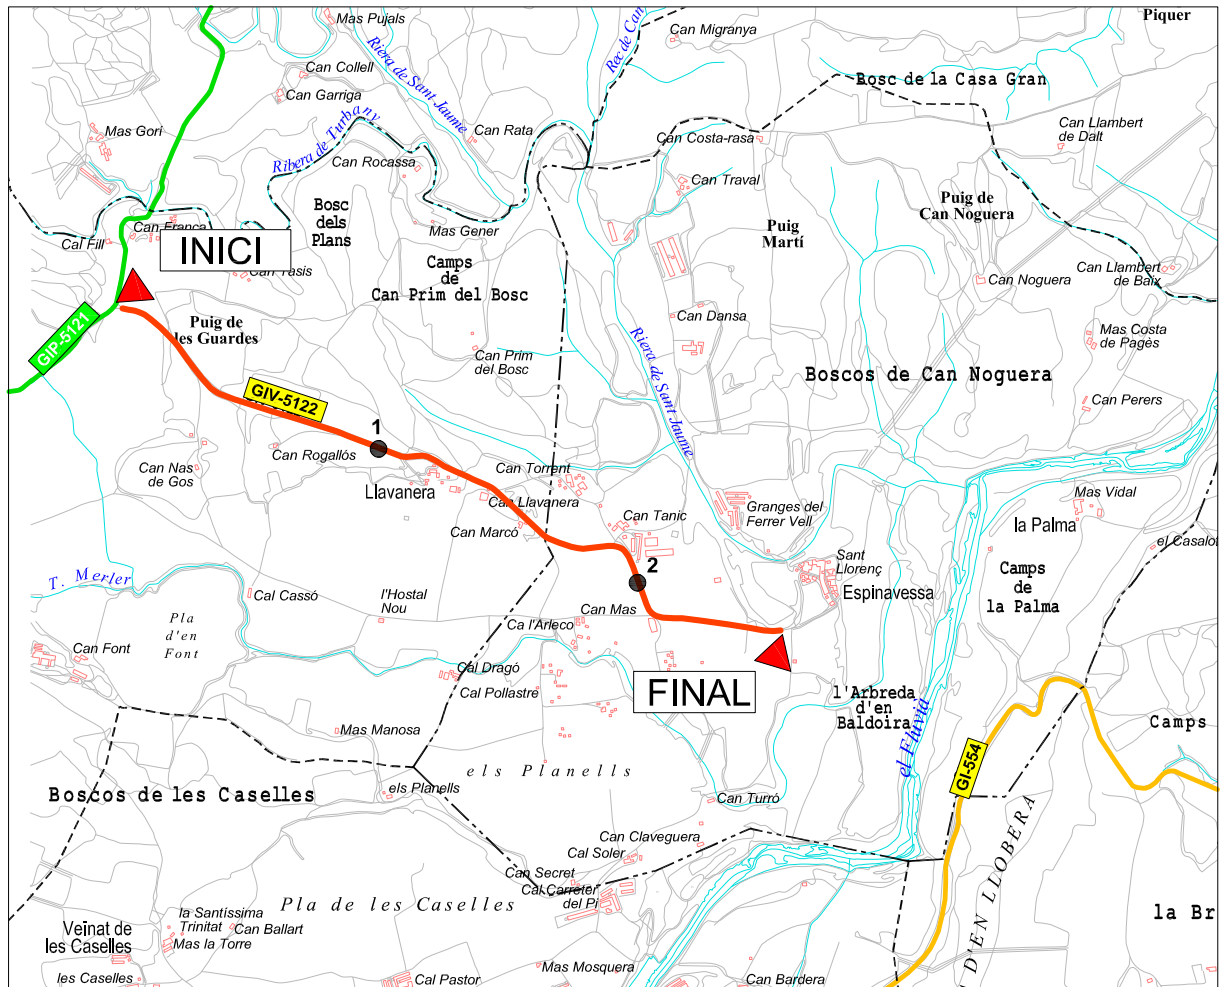 Mas Pujals
Piquer
Can Migranya
Rec de Can
Riera de Sant Jaume
Can Collell
Can Garriga
Bosc de la Casa Gran
Mas Gorí
Ribera de Turbany
Can Rata
Can Costa-rasa
Can Llambert
de Dalt
Can Rocassa
Can Traval
Bosc
dels
Plans
Puig de
Can Noguera
Puig
Martí
Cal Fill
INICI
Mas Gener
Camps
de
Can Prim del Bosc
Can Llambert
de Baix
Can Noguera
Can Dansa
Puig de
les Guardes
GIP-5121
Riera de Sant Jaume
Mas Costa
de Pagès
Can Prim
del Bosc
Boscos de Can Noguera
GIV-5122
Can Perers
1
Can Rogallós
Can Nas
de Gos
Can Torrent
Llavanera
Can Llavanera
Mas Vidal
Granges del
Ferrer Vell
Can Tanic
la Palma
Can Marcó
el Casalot
Sant
Llorenç
2
Espinavessa
Camps
de
la Palma
T. Merler
Cal Cassó
l'Hostal
Nou
Can Mas
Ca l'Arleco
Pla
d'en
Font
Can Font
Cal Dragó
Cal Pollastre
FINAL
l'Arbreda
d'en
Baldoira
el Fluvià
Mas Manosa
Camps
GI-554
els Planells
els Planells
Boscos de les Caselles
Can Turró
D'EN LLOBERA
Can Claveguera
Cal Soler
Can Secret
Cal Carreter
del Pi
Pla de les Caselles
la Santíssima
Trinitat
Can Ballart
Veïnat de
les Caselles
Mas la Torre
la Br
les Caselles
Cal Pastor
Mas Mosquera
Can Bardera